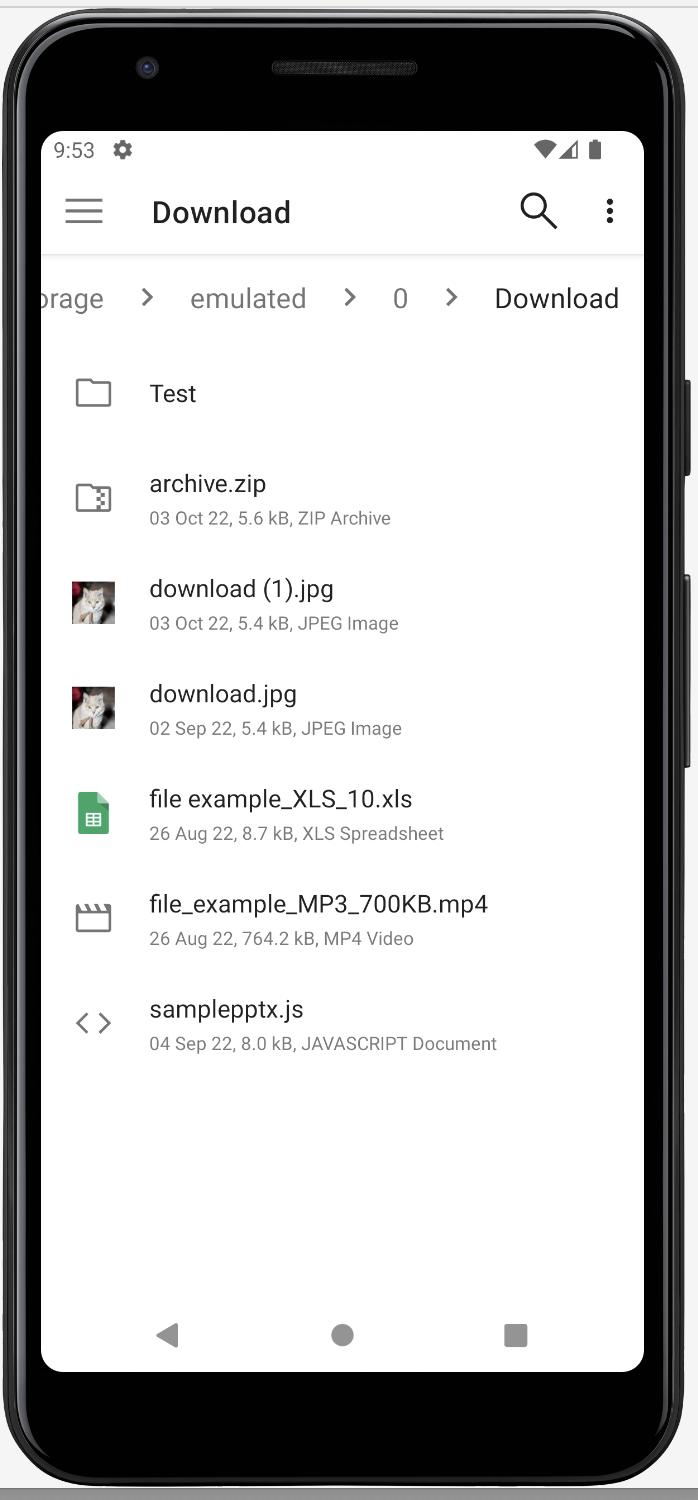 9:53
Download
orage > emulated > 0 > Download
Test
archive.zip
03 Oct 22, 5.6 kB, ZIP Archive
download (1).jpg
03 Oct 22, 5.4 kB, JPEG Image
download.jpg
02 Sep 22, 5.4 kB, JPEG Image
file example_XLS_10.xls
26 Aug 22, 8.7 kB, XLS Spreadsheet
file_example_MP3_700KB.mp4
26 Aug 22, 764.2 kB, MP4 Video
samplepptx.js
04 Sep 22, 8.0 kB, JAVASCRIPT Document